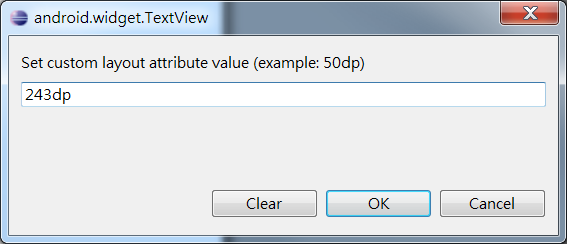 android.widget.TextView
Set custom layout attribute value (example: 50dp)
243dp
Clear
OK
Cancel